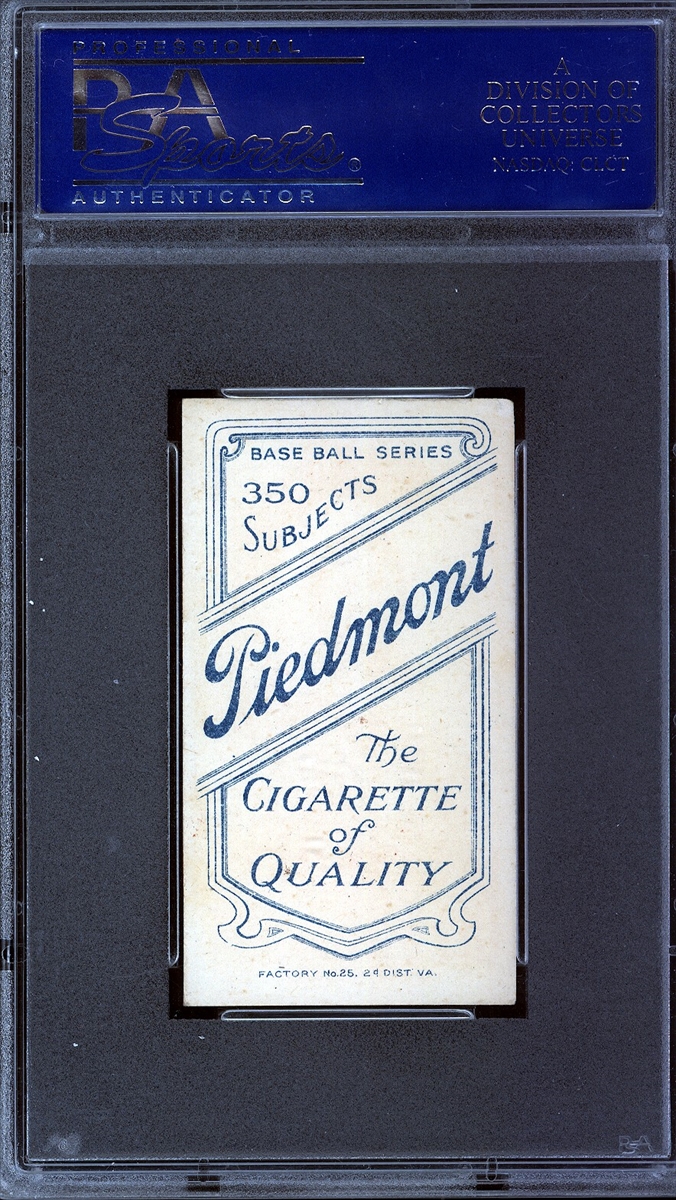 PROFESSIONAL
PSA
Sports®
AUTHENTICATOR
A
DIVISION OF
COLLECTORS
UNIVERSE
NASDAQ: CLCT
BASE BALL SERIES
350
SUBJECTS
Piedmont
The
CIGARETTE
of
QUALITY
FACTORY No.25, 2d DIST. VA.
PSA